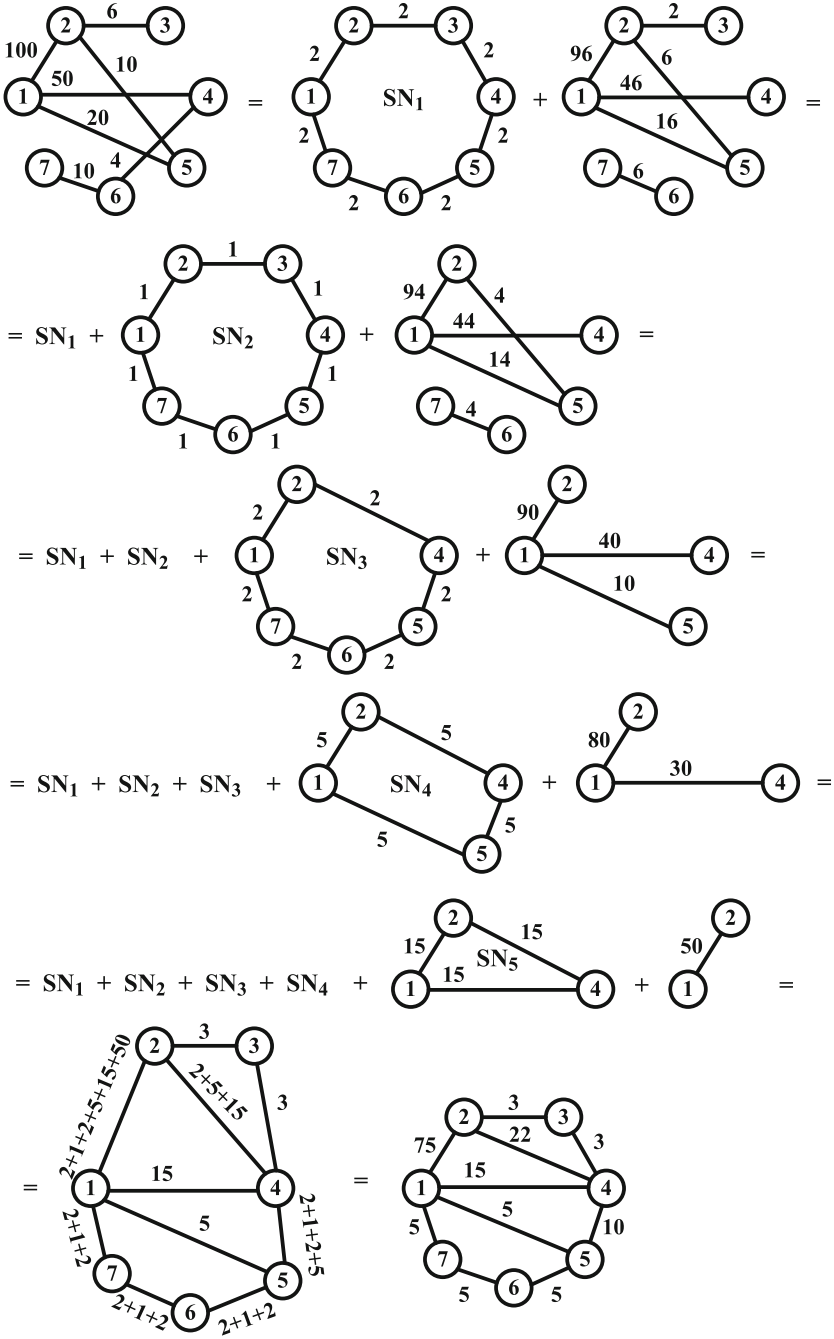 2 6 3 2 2 3 2 2 3
100 10 2 2 96 6
1 50 4 = 1 SN1 4 + 1 46 4 =
20 2 2 16
7 10 4 5 7 5 7 6 5
6 2 6 2 6
2 1 3 2
1 1 94 4
= SN1 + 1 SN2 4 + 1 44 4 =
1 1 14
7 5 7 4 5
1 6 1 6
2 2 2
2 90
= SN1 + SN2 + 1 SN3 4 + 1 40 4 =
2 2 10
7 5 5
2 6 2
2 2
5 5 80
= SN1 + SN2 + SN3 + 1 SN4 4 + 1 30 4 =
5 5
5
2 2
15 SN5 15 50
= SN1 + SN2 + SN3 + SN4 + 1 15 4 + 1 =
2 3 3
2+1+2+5+15+50 2+5+15 3
2 3 3
75 22 3
= 1 15 4 = 1 15 4
2+1+2 5 2+1+2+5 5 5 10
7 5 7 5
2+1+2 6 2+1+2 5 6 5